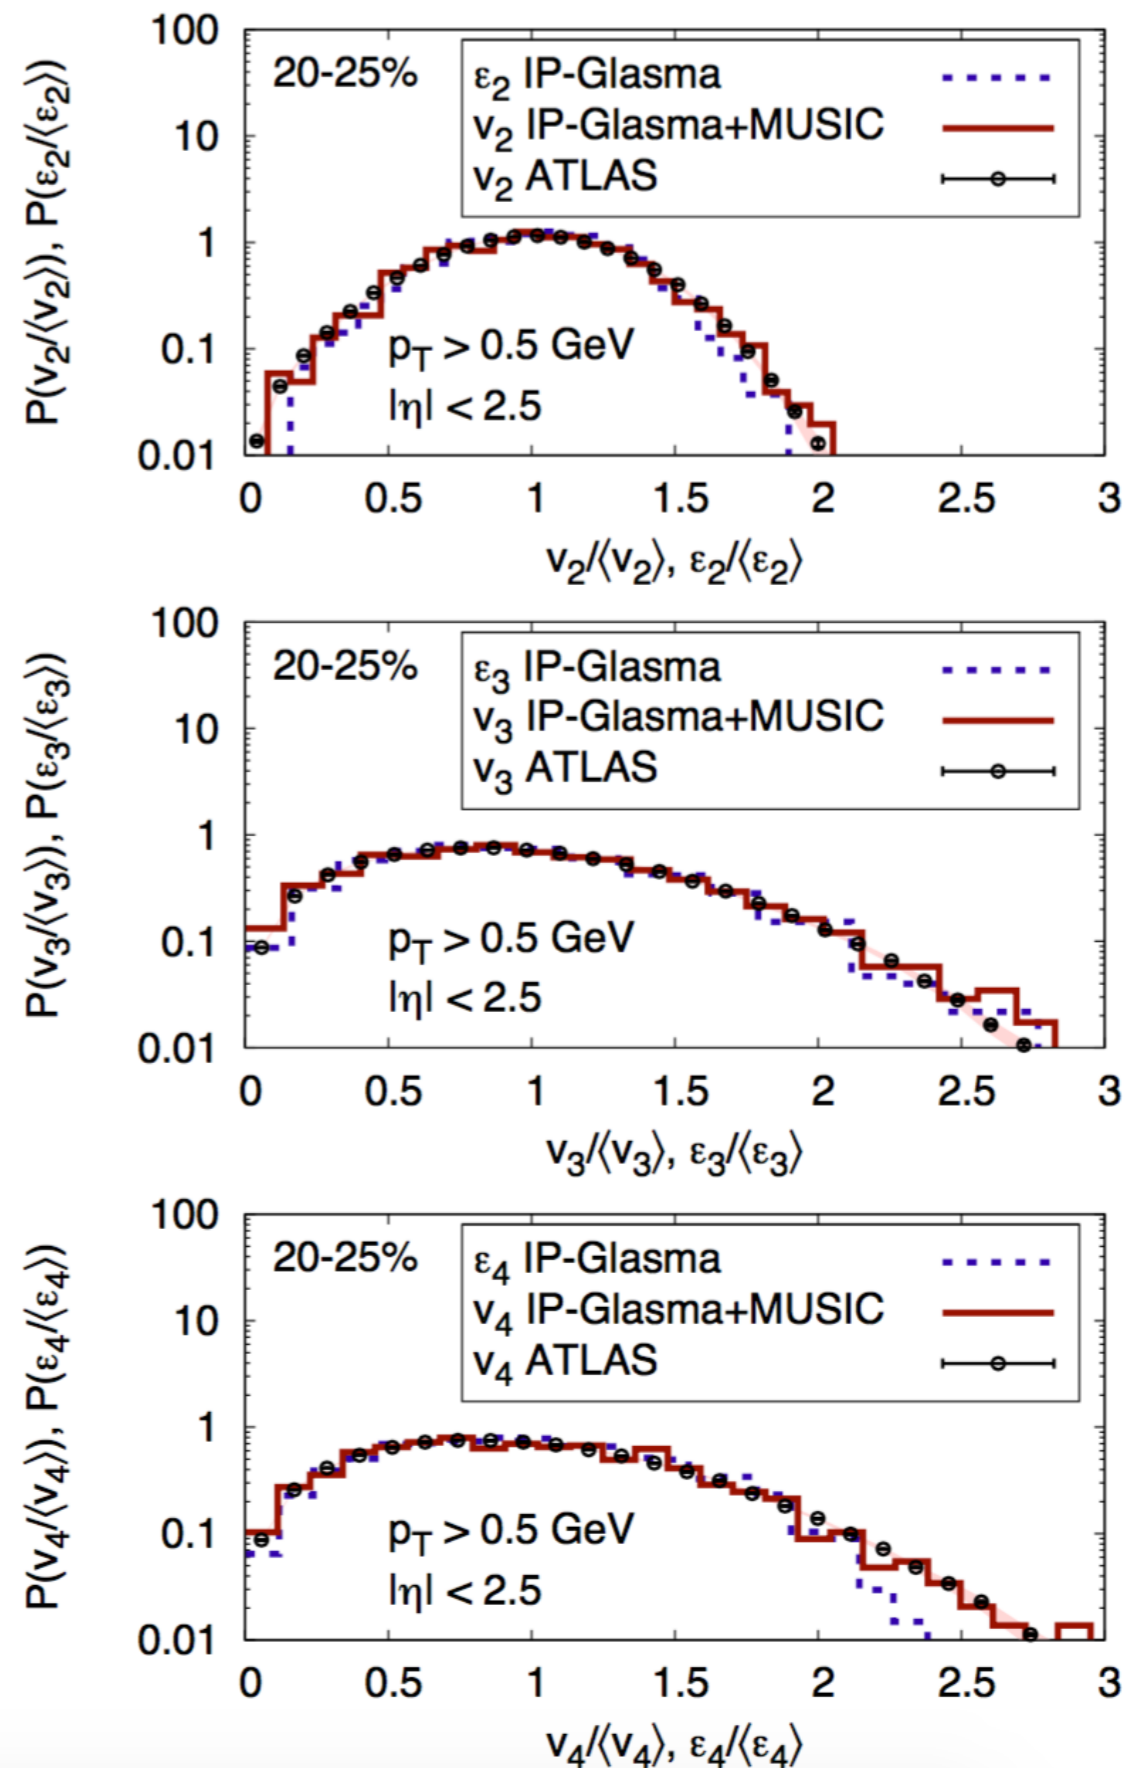 100
20-25%
ε2 IP-Glasma
v2 IP-Glasma+MUSIC
v2 ATLAS
10
1
0.1
0.01
P(v2/⟨v2⟩), P(ε2/⟨ε2⟩)
pT > 0.5 GeV
|η| < 2.5
0 0.5 1 1.5 2 2.5 3
v2/⟨v2⟩, ε2/⟨ε2⟩
100
20-25%
ε3 IP-Glasma
v3 IP-Glasma+MUSIC
v3 ATLAS
10
1
0.1
0.01
P(v3/⟨v3⟩), P(ε3/⟨ε3⟩)
pT > 0.5 GeV
|η| < 2.5
0 0.5 1 1.5 2 2.5 3
v3/⟨v3⟩, ε3/⟨ε3⟩
100
20-25%
ε4 IP-Glasma
v4 IP-Glasma+MUSIC
v4 ATLAS
10
1
0.1
0.01
P(v4/⟨v4⟩), P(ε4/⟨ε4⟩)
pT > 0.5 GeV
|η| < 2.5
0 0.5 1 1.5 2 2.5 3
v4/⟨v4⟩, ε4/⟨ε4⟩